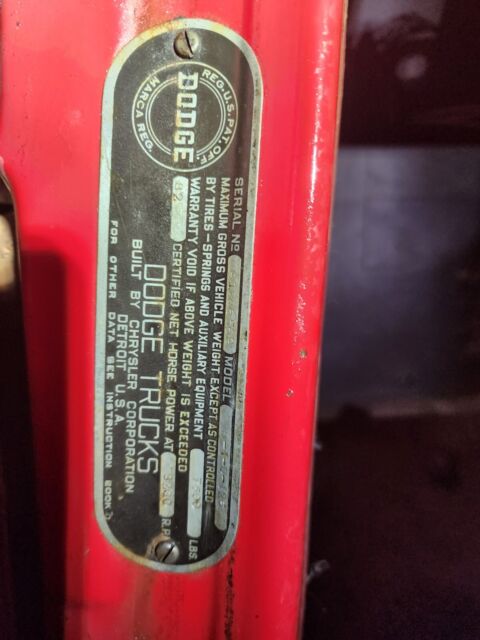 REG. U.S. PAT. OFF.
DODGE
MARCA REG.
SERIAL No MODEL
MAXIMUM GROSS VEHICLE WEIGHT EXCEPT AS CONTROLLED
BY TIRES—SPRINGS AND AUXILIARY EQUIPMENT LBS.
WARRANTY VOID IF ABOVE WEIGHT IS EXCEEDED
CERTIFIED NET HORSE POWER AT R.P
DODGE TRUCKS
BUILT BY CHRYSLER CORPORATION
DETROIT U.S.A.
FOR OTHER DATA SEE INSTRUCTION BOOK